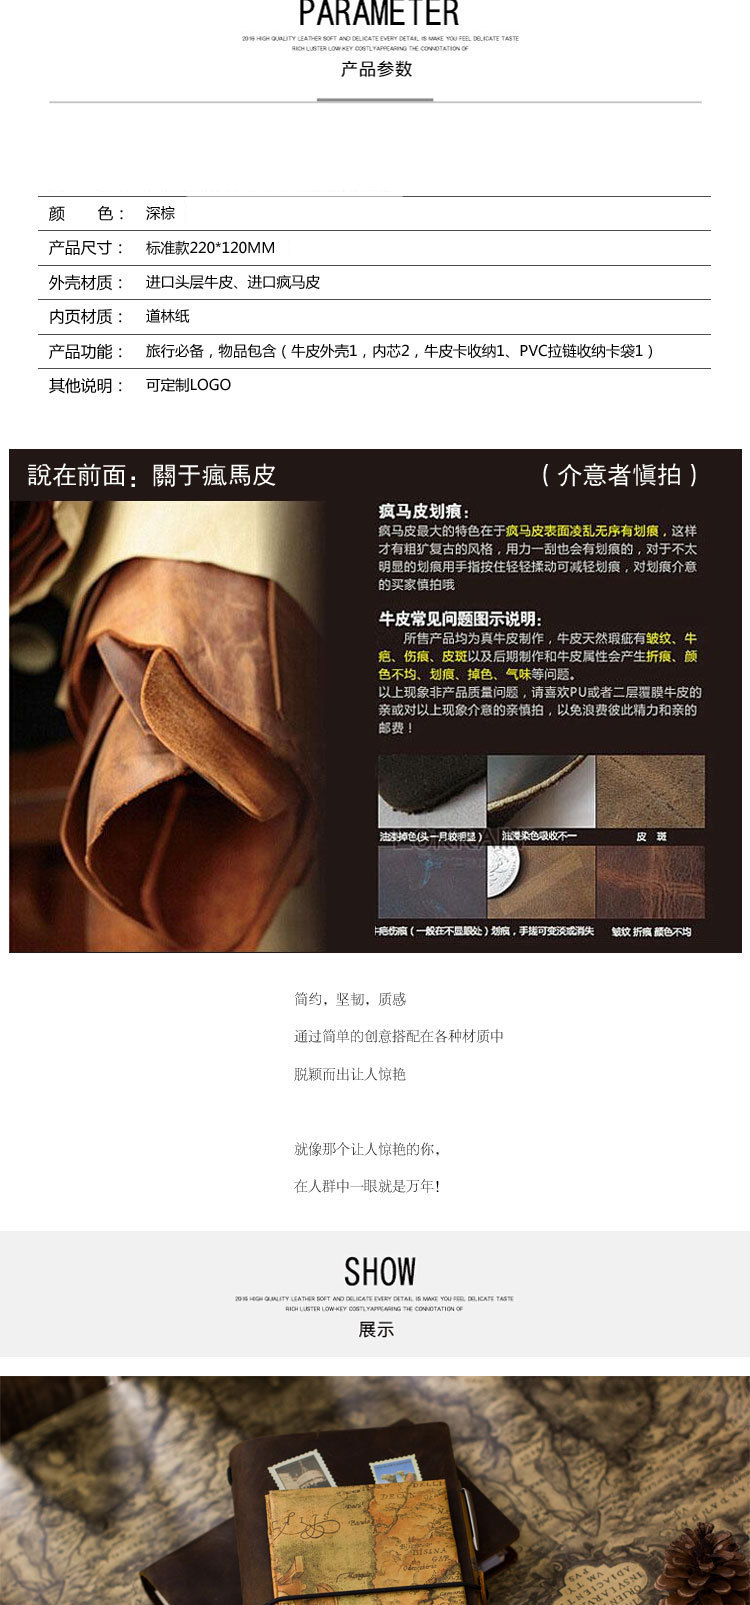 PARAMETER
2016 HIGH QUALITY LEATHER SOFT AND DELICATE EVERY DETAIL IS MAKE YOU FEEL DELICATE TASTE
RICH LUSTER LOW-KEY COSTLYAPPEARING THE CONNOTATION OF
产品参数
颜 色： 深棕
产品尺寸： 标准款220*120MM
外壳材质： 进口头层牛皮、进口疯马皮
内页材质： 道林纸
产品功能： 旅行必备，物品包含（牛皮外壳1，内芯2，牛皮卡收纳1、PVC拉链收纳卡袋1）
其他说明： 可定制LOGO
說在前面：關于瘋馬皮 （介意者慎拍）
疯马皮划痕：
疯马皮最大的特色在于疯马皮表面凌乱无序有划痕，这样
才有粗犷复古的风格，用力一刮也会有划痕的，对于不太
明显的划痕用手指按住轻轻揉动可减轻划痕，对划痕介意
的买家慎拍哦
牛皮常见问题图示说明：
所售产品均为真牛皮制作，牛皮天然瑕疵有皱纹、牛
疤、伤痕、皮斑以及后期制作和牛皮属性会产生折痕、颜
色不均、划痕、掉色、气味等问题。
以上现象非产品质量问题，请喜欢PU或者二层覆膜牛皮的
亲或对以上现象介意的亲慎拍，以免浪费彼此精力和亲的
邮费！
油漆掉色(头一月较明显） 油漆染色吸收不一 皮 斑
牛疤伤痕（一般在不显眼处）划痕，手搓可变淡或消失 皱纹 折痕 颜色不均
简约，坚韧，质感
通过简单的创意搭配在各种材质中
脱颖而出让人惊艳
就像那个让人惊艳的你，
在人群中一眼就是万年！
SHOW
2016 HIGH QUALITY LEATHER SOFT AND DELICATE EVERY DETAIL IS MAKE YOU FEEL DELICATE TASTE
RICH LUSTER LOW-KEY COSTLYAPPEARING THE CONNOTATION OF
展示